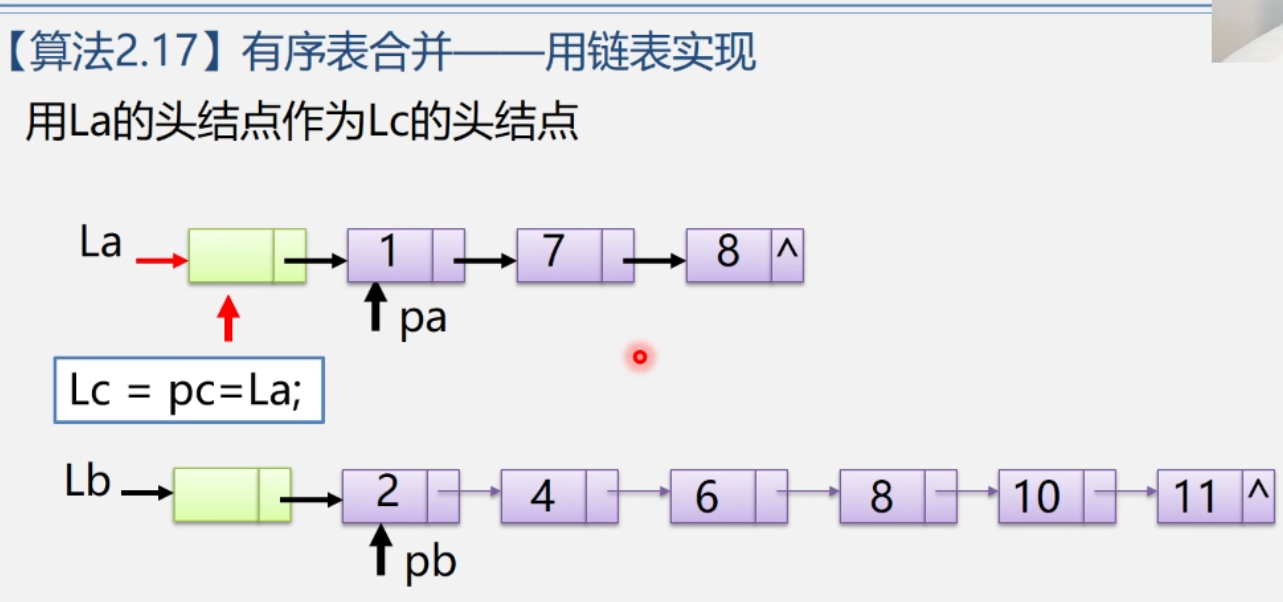 【算法2.17】有序表合并——用链表实现
用La的头结点作为Lc的头结点
La 1 7 8 ^
pa
Lc = pc=La;
Lb 2 4 6 8 10 11 ^
pb